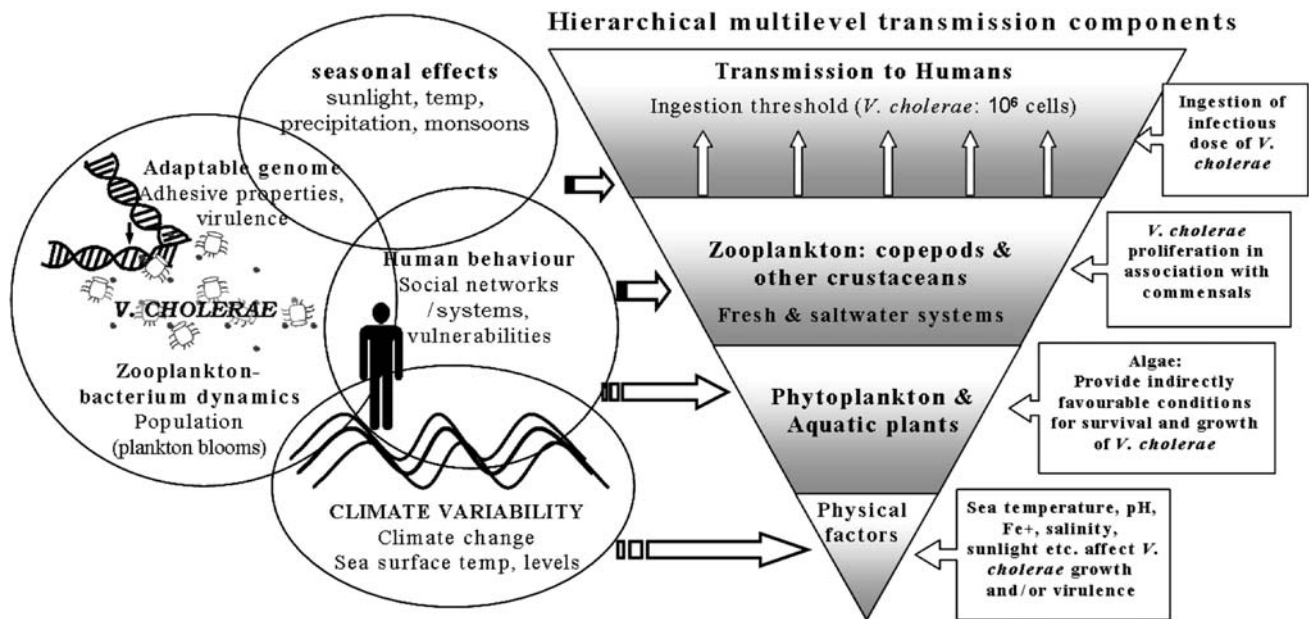 Hierarchical multilevel transmission components
seasonal effects
sunlight, temp,
precipitation, monsoons
Adaptable genome
Adhesive properties,
virulence
V. CHOLERAE
Zooplankton-
bacterium dynamics
Population
(plankton blooms)
Human behaviour
Social networks
/systems,
vulnerabilities
CLIMATE VARIABILITY
Climate change
Sea surface temp, levels
Transmission to Humans
Ingestion threshold (V. cholerae: 10⁶ cells)
Zooplankton: copepods &
other crustaceans
Fresh & saltwater systems
Phytoplankton &
Aquatic plants
Physical
factors
Ingestion of
infectious
dose of V.
cholerae
V. cholerae
proliferation in
association with
commensals
Algae:
Provide indirectly
favourable conditions
for survival and growth
of V. cholerae
Sea temperature, pH,
Fe+, salinity,
sunlight etc. affect V.
cholerae growth
and/or virulence